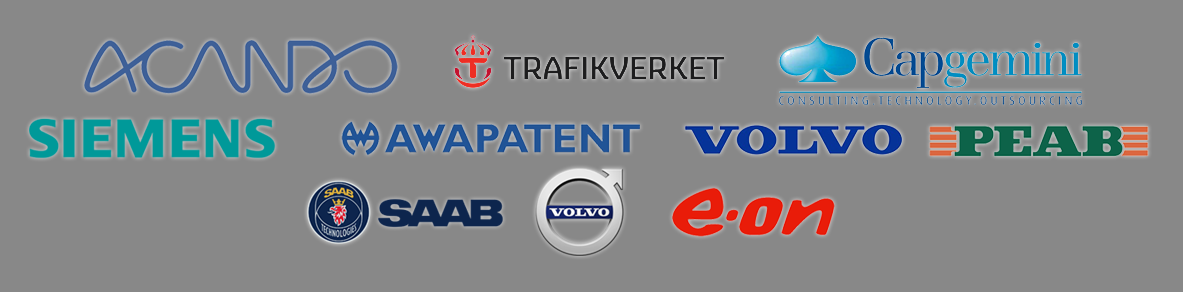 ACANDO
TRAFIKVERKET
Capgemini
CONSULTING.TECHNOLOGY.OUTSOURCING
SIEMENS
AWAPATENT
VOLVO
PEAB
SAAB
TECHNOLOGIES
SAAB
VOLVO
e·on